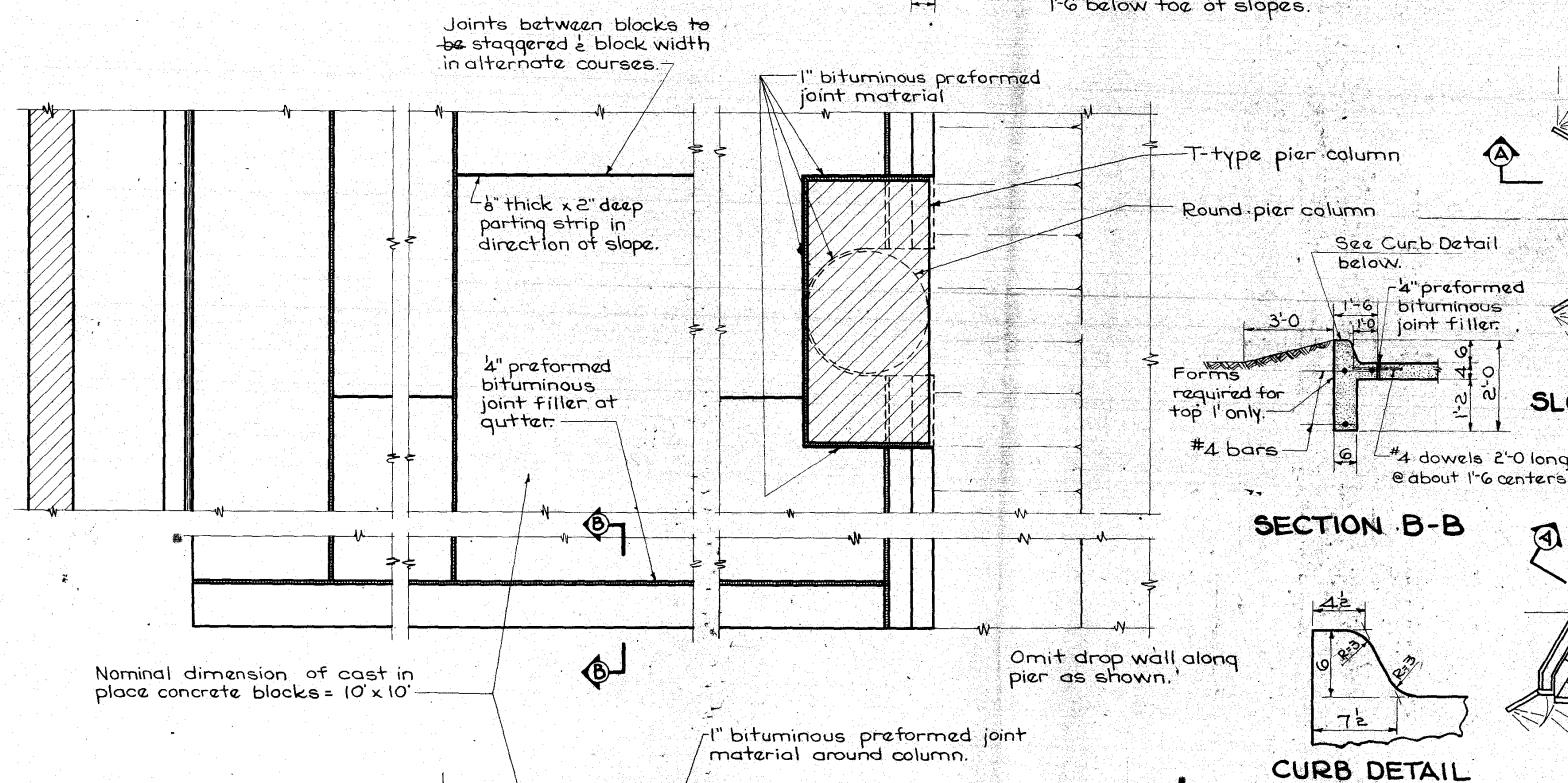 1'-6 below toe of slopes.
Joints between blocks to
be staggered ½ block width
in alternate courses.
1" bituminous preformed
joint material
T-type pier column
A
⅛" thick x 2" deep
parting strip in
direction of slope.
Round pier column
See Curb Detail
below.
¼" preformed
bituminous
joint filler.
1'-6
1'-0
3'-0
6
4
1'-2
2'-0
Forms
required for
top 1' only.
#4 bars
6
#4 dowels 2'-0 long
@ about 1'-6 centers
SECTION B-B
¼" preformed
bituminous
joint filler at
gutter.
B
B
A
Nominal dimension of cast in
place concrete blocks = 10' x 10'
Omit drop wall along
pier as shown.
1" bituminous preformed joint
material around column.
4½
6
R=3
R=3
7½
CURB DETAIL